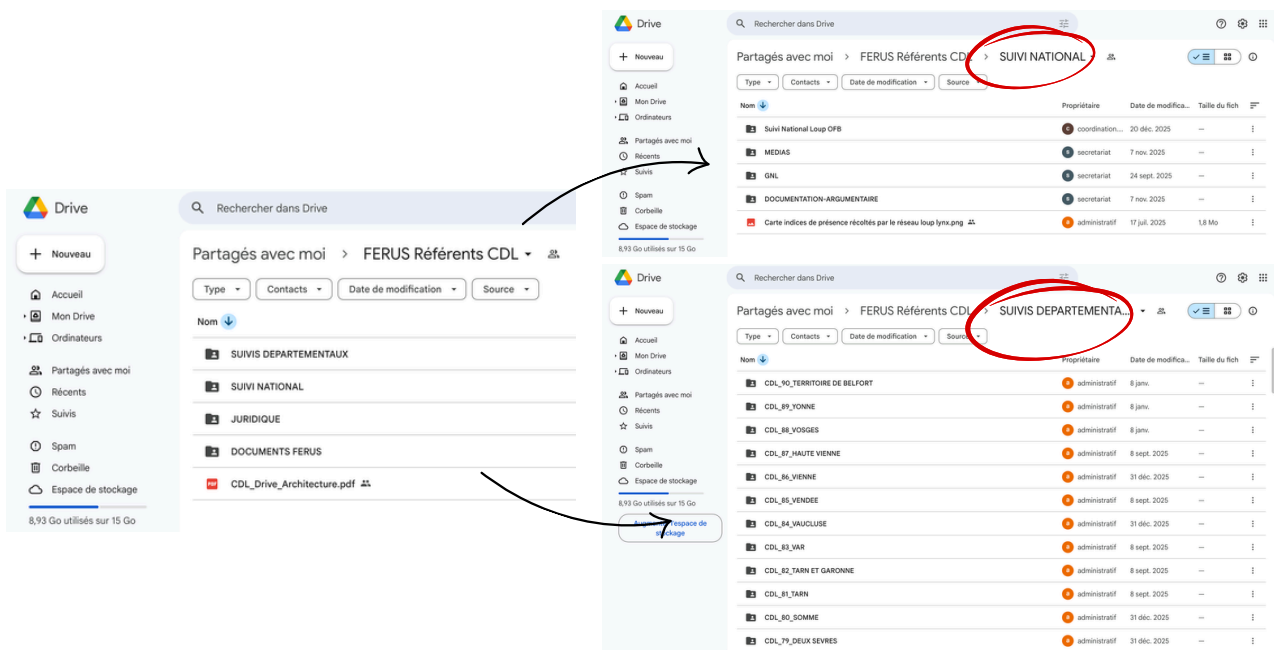 Drive
Rechercher dans Drive
Nouveau
Partagés avec moi > FERUS Référents CDL
Type
Contacts
Date de modification
Source
Accueil
Mon Drive
Ordinateurs
Partagés avec moi
Récents
Suivis
Spam
Corbeille
Espace de stockage
8,93 Go utilisés sur 15 Go
Nom
SUIVIS DEPARTEMENTAUX
SUIVI NATIONAL
JURIDIQUE
DOCUMENTS FERUS
PDF CDL_Drive_Architecture.pdf
Drive
Rechercher dans Drive
Nouveau
Partagés avec moi > FERUS Référents CDL > SUIVI NATIONAL
Type
Contacts
Date de modification
Source
Accueil
Mon Drive
Ordinateurs
Partagés avec moi
Récents
Suivis
Spam
Corbeille
Espace de stockage
8,93 Go utilisés sur 15 Go
Nom Propriétaire Date de modifica... Taille du fich
Suivi National Loup OFB coordination... 20 déc. 2025 —
MEDIAS secretariat 7 nov. 2025 —
GNL secretariat 24 sept. 2025 —
DOCUMENTATION-ARGUMENTAIRE secretariat 7 nov. 2025 —
Carte indices de présence récoltés par le réseau loup lynx.png administratif 17 juil. 2025 1,8 Mo
Drive
Rechercher dans Drive
Nouveau
Partagés avec moi > FERUS Référents CDL > SUIVIS DEPARTEMENTA...
Type
Contacts
Date de modification
Source
Accueil
Mon Drive
Ordinateurs
Partagés avec moi
Récents
Suivis
Spam
Corbeille
Espace de stockage
8,93 Go utilisés sur 15 Go
Augmenter l'espace de
stockage
Nom Propriétaire Date de modifica... Taille du fich
CDL_90_TERRITOIRE DE BELFORT administratif 8 janv. —
CDL_89_YONNE administratif 8 janv. —
CDL_88_VOSGES administratif 8 janv. —
CDL_87_HAUTE VIENNE administratif 8 sept. 2025 —
CDL_86_VIENNE administratif 31 déc. 2025 —
CDL_85_VENDEE administratif 8 sept. 2025 —
CDL_84_VAUCLUSE administratif 31 déc. 2025 —
CDL_83_VAR administratif 8 sept. 2025 —
CDL_82_TARN ET GARONNE administratif 8 sept. 2025 —
CDL_81_TARN administratif 8 sept. 2025 —
CDL_80_SOMME administratif 31 déc. 2025 —
CDL_79_DEUX SEVRES administratif 31 déc. 2025 —